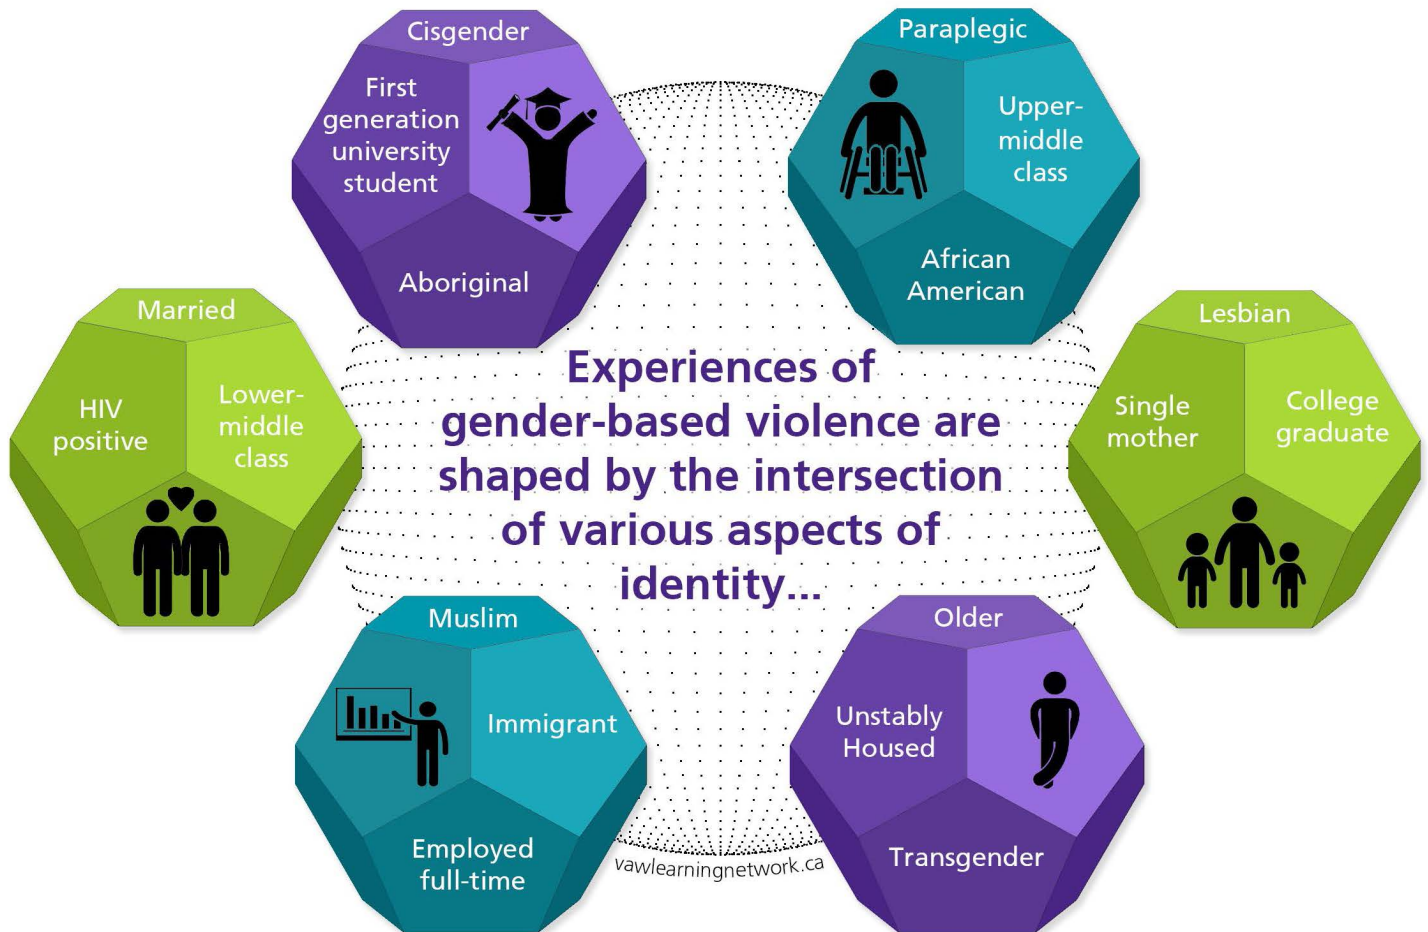 Cisgender
First
generation
university
student
Aboriginal
Paraplegic
Upper-
middle
class
African
American
Married
HIV
positive
Lower-
middle
class
Experiences of
gender-based violence are
shaped by the intersection
of various aspects of
identity...
Lesbian
Single
mother
College
graduate
Muslim
Immigrant
Employed
full-time
Older
Unstably
Housed
Transgender
vawlearningnetwork.ca